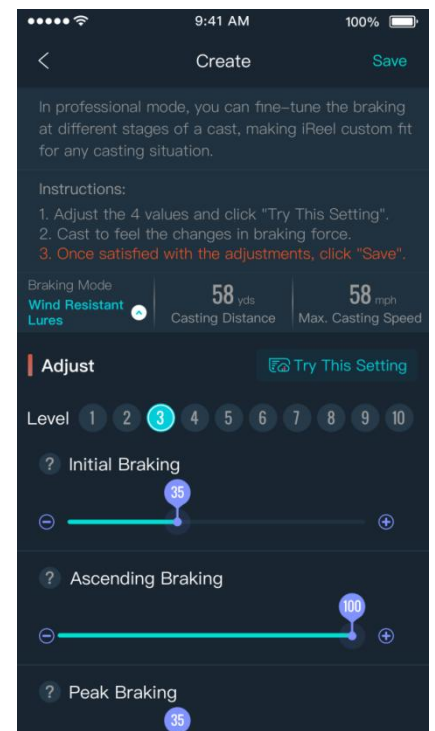 9:41 AM 100%
Create Save
In professional mode, you can fine-tune the braking
at different stages of a cast, making iReel custom fit
for any casting situation.
Instructions:
1. Adjust the 4 values and click "Try This Setting".
2. Cast to feel the changes in braking force.
3. Once satisfied with the adjustments, click "Save".
Braking Mode
Wind Resistant
Lures
58 yds
Casting Distance
58 mph
Max. Casting Speed
Adjust Try This Setting
Level 1 2 3 4 5 6 7 8 9 10
? Initial Braking
35
? Ascending Braking
100
? Peak Braking
35